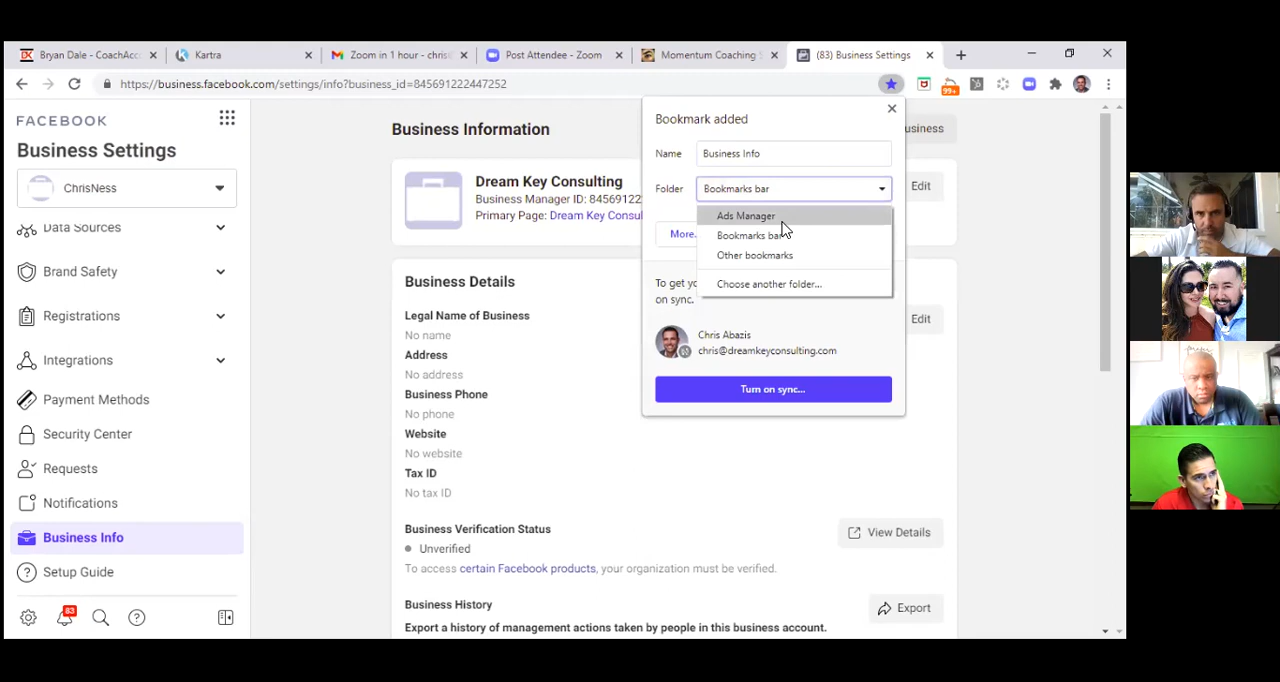 Bryan Dale - CoachAcc
Kartra
Zoom in 1 hour - chris@
Post Attendee - Zoom
Momentum Coaching S
(83) Business Settings
https://business.facebook.com/settings/info?business_id=845691222447252
99+
FACEBOOK
Business Settings
ChrisNess
Data Sources
Brand Safety
Registrations
Integrations
Payment Methods
Security Center
Requests
Notifications
Business Info
Setup Guide
83
Business Information
Dream Key Consulting
Business Manager ID: 8456912
Primary Page: Dream Key Consul
Edit
Business Details
Edit
Legal Name of Business
No name
Address
No address
Business Phone
No phone
Website
No website
Tax ID
No tax ID
Business Verification Status
Unverified
View Details
To access certain Facebook products, your organization must be verified.
Business History
Export
Export a history of management actions taken by people in this business account.
Bookmark added
usiness
Name
Business Info
Folder
Bookmarks bar
Ads Manager
Bookmarks bar
Other bookmarks
Choose another folder...
More.
To get yo
on sync.
Chris Abazis
chris@dreamkeyconsulting.com
Turn on sync...